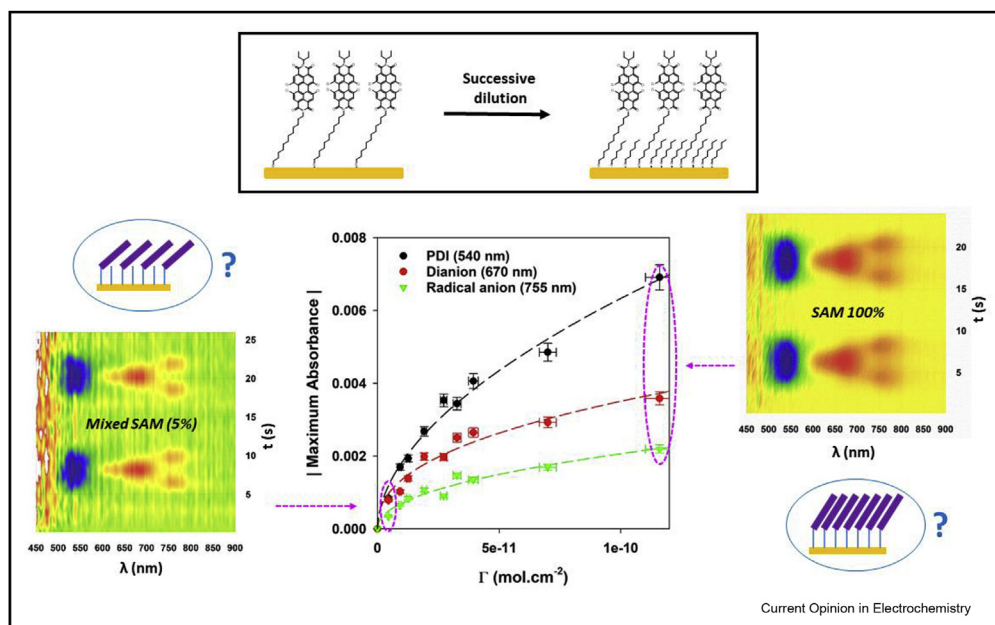 Successive
dilution
?
Mixed SAM (5%)
25
20
15
10
5
t (s)
450 500 550 600 650 700 750 800 850 900
λ (nm)
| Maximum Absorbance |
0.008
0.006
0.004
0.002
0.000
PDI (540 nm)
Dianion (670 nm)
Radical anion (755 nm)
0 5e-11 1e-10
Γ (mol.cm⁻²)
SAM 100%
20
15
10
5
t (s)
450 500 550 600 650 700 750 800 850 900
λ (nm)
?
Current Opinion in Electrochemistry